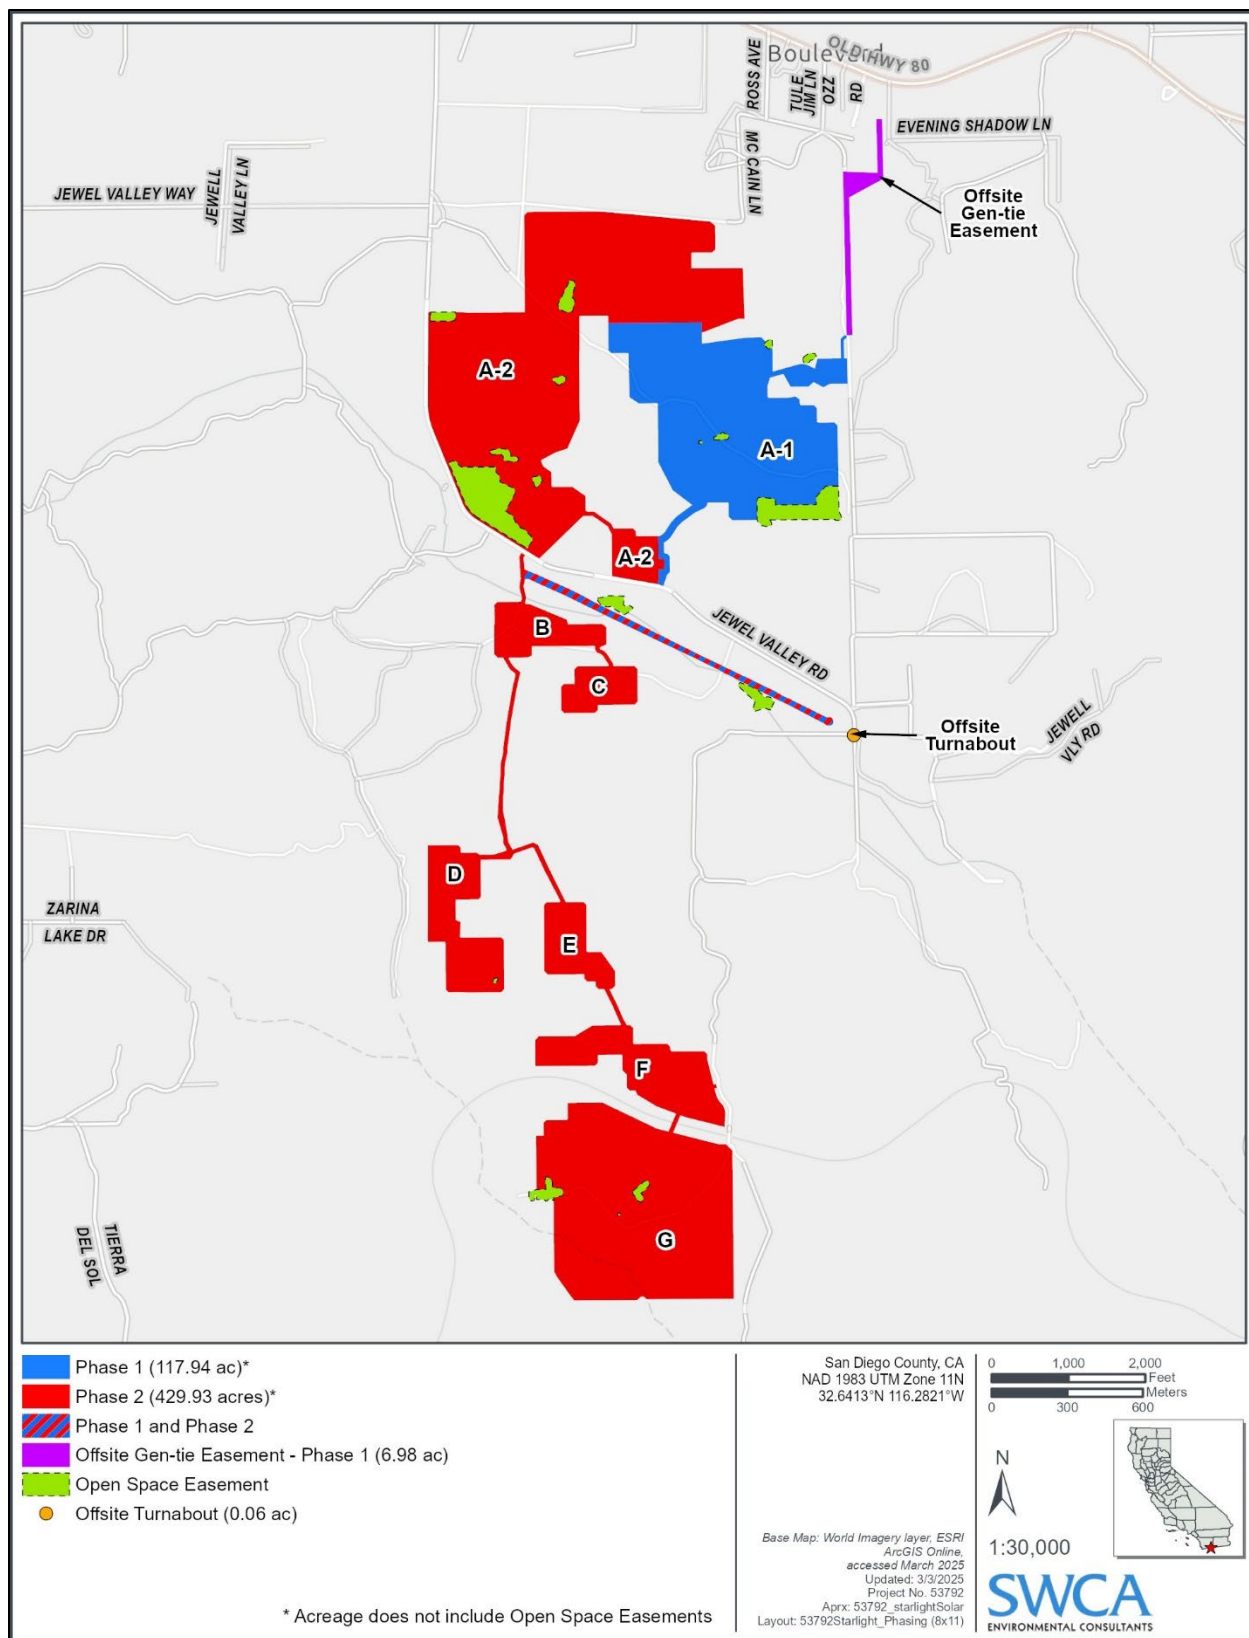 Boulevard
OLD HWY 80
ROSS AVE
TULE
JIM LN
OZZ
RD
MC CAIN LN
EVENING SHADOW LN
JEWEL VALLEY WAY
JEWELL
VALLEY LN
Offsite
Gen-tie
Easement
A-2
A-1
A-2
B
C
JEWEL VALLEY RD
Offsite
Turnabout
JEWELL
VLY RD
D
ZARINA
LAKE DR
E
F
G
TIERRA
DEL SOL
Phase 1 (117.94 ac)*
Phase 2 (429.93 acres)*
Phase 1 and Phase 2
Offsite Gen-tie Easement - Phase 1 (6.98 ac)
Open Space Easement
Offsite Turnabout (0.06 ac)
* Acreage does not include Open Space Easements
San Diego County, CA
NAD 1983 UTM Zone 11N
32.6413°N 116.2821°W
Base Map: World Imagery layer, ESRI
ArcGIS Online,
accessed March 2025
Updated: 3/3/2025
Project No. 53792
Aprx: 53792_starlightSolar
Layout: 53792Starlight_Phasing (8x11)
0 1,000 2,000
Feet
Meters
0 300 600
N
1:30,000
SWCA
ENVIRONMENTAL CONSULTANTS